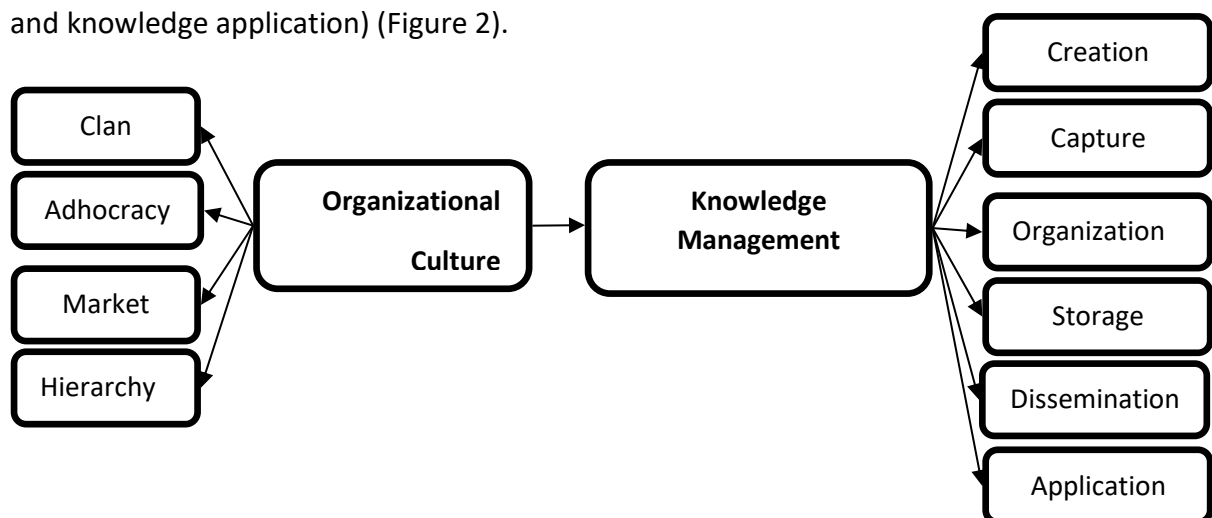 and knowledge application) (Figure 2).
Clan
Adhocracy
Market
Hierarchy
Organizational
Culture
Knowledge
Management
Creation
Capture
Organization
Storage
Dissemination
Application